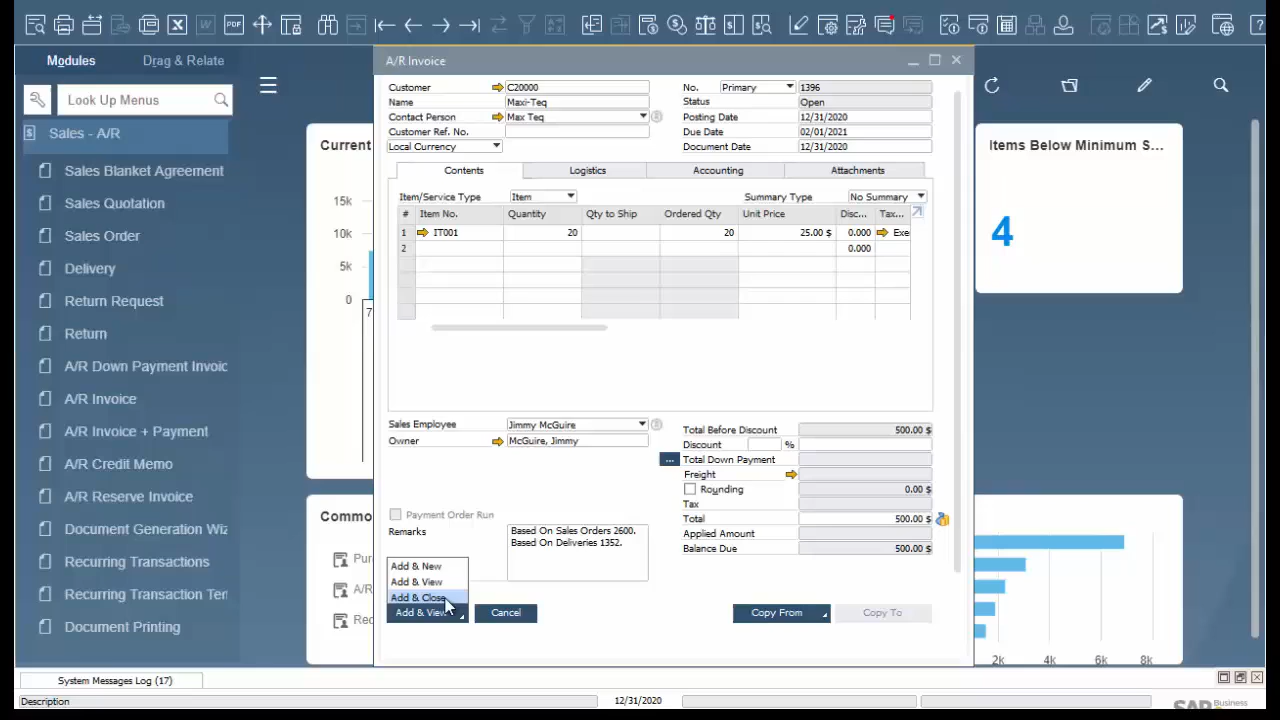 PDF
Modules
Drag & Relate
Look Up Menus
Sales - A/R
Sales Blanket Agreement
Sales Quotation
Sales Order
Delivery
Return Request
Return
A/R Down Payment Invoic
A/R Invoice
A/R Invoice + Payment
A/R Credit Memo
A/R Reserve Invoice
Document Generation Wiz
Recurring Transactions
Recurring Transaction Ten
Document Printing
Current
15k
10k
5k
0
7
Commo
Pur
A/R
Rec
A/R Invoice
Customer
C20000
Name
Maxi-Teq
Contact Person
Max Teq
Customer Ref. No.
Local Currency
No.
Primary
1396
Status
Open
Posting Date
12/31/2020
Due Date
02/01/2021
Document Date
12/31/2020
Contents
Logistics
Accounting
Attachments
Item/Service Type
Item
Summary Type
No Summary
# Item No. Quantity Qty to Ship Ordered Qty Unit Price Disc... Tax...
1 IT001 20 20 25.00 $ 0.000 Exe
2 0.000
Sales Employee
Jimmy McGuire
Owner
McGuire, Jimmy
Payment Order Run
Remarks
Based On Sales Orders 2600.
Based On Deliveries 1352.
Total Before Discount
500.00 $
Discount
%
Total Down Payment
...
Freight
Rounding
0.00 $
Tax
Total
500.00 $
Applied Amount
Balance Due
500.00 $
Add & New
Add & View
Add & Close
Add & View
Cancel
Copy From
Copy To
Items Below Minimum S...
4
2k 4k 6k 8k
System Messages Log (17)
Description
12/31/2020
SAP Business